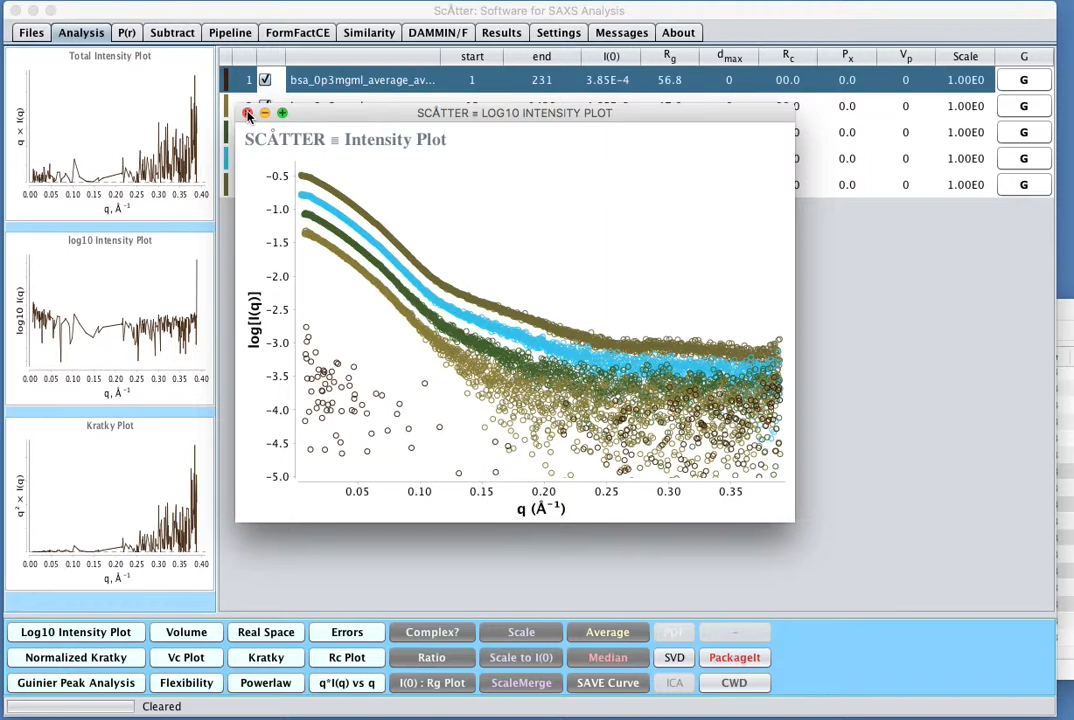 ScÅtter: Software for SAXS Analysis
Files Analysis P(r) Subtract Pipeline FormFactCE Similarity DAMMIN/F Results Settings Messages About
start end I(0) Rg dmax Rc Px Vp Scale G
1 bsa_0p3mgml_average_av... 1 231 3.85E-4 56.8 0 00.0 0.0 0 1.00E0 G
0.0 0 1.00E0 G
0.0 0 1.00E0 G
0.0 0 1.00E0 G
0.0 0 1.00E0 G
Total Intensity Plot
q × I(q)
0.00 0.05 0.10 0.15 0.20 0.25 0.30 0.35 0.40
q, Å⁻¹
log10 Intensity Plot
log10 I(q)
0.00 0.05 0.10 0.15 0.20 0.25 0.30 0.35 0.40
q, Å⁻¹
Kratky Plot
q² × I(q)
0.00 0.05 0.10 0.15 0.20 0.25 0.30 0.35 0.40
q, Å⁻¹
SCÅTTER ≡ LOG10 INTENSITY PLOT
SCÅTTER ≡ Intensity Plot
log[I(q)]
-0.5
-1.0
-1.5
-2.0
-2.5
-3.0
-3.5
-4.0
-4.5
-5.0
0.05 0.10 0.15 0.20 0.25 0.30 0.35
q (Å⁻¹)
Log10 Intensity Plot Volume Real Space Errors Complex? Scale Average PDF -
Normalized Kratky Vc Plot Kratky Rc Plot Ratio Scale to I(0) Median SVD PackageIt
Guinier Peak Analysis Flexibility Powerlaw q*I(q) vs q I(0) : Rg Plot ScaleMerge SAVE Curve ICA CWD
Cleared